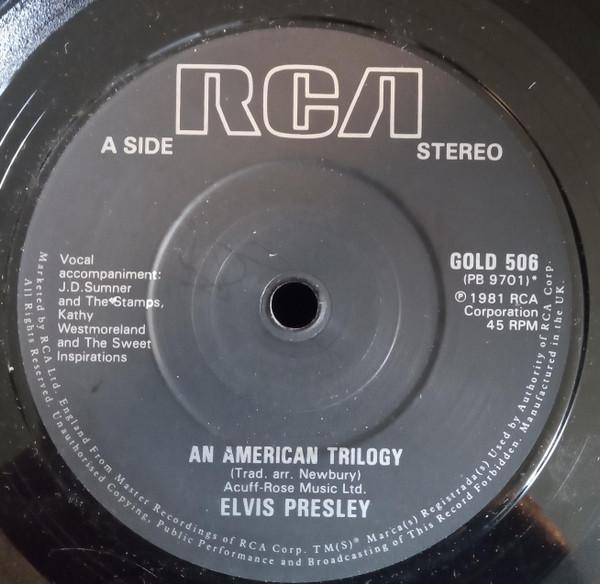 RCA
A SIDE
STEREO
Vocal
accompaniment:
J.D.Sumner
and The Stamps,
Kathy
Westmoreland
and The Sweet
Inspirations
GOLD 506
(PB 9701)*
℗ 1981 RCA
Corporation
45 RPM
AN AMERICAN TRILOGY
(Trad. arr. Newbury)
Acuff-Rose Music Ltd.
ELVIS PRESLEY
Marketed by RCA Ltd. England From Master Recordings of RCA Corp. TM(S)® Marca(s) Registrada(s) Used by Authority of RCA Corp.
All Rights Reserved. Unauthorised Copying, Public Performance and Broadcasting of This Record Forbidden. Manufactured in the UK.